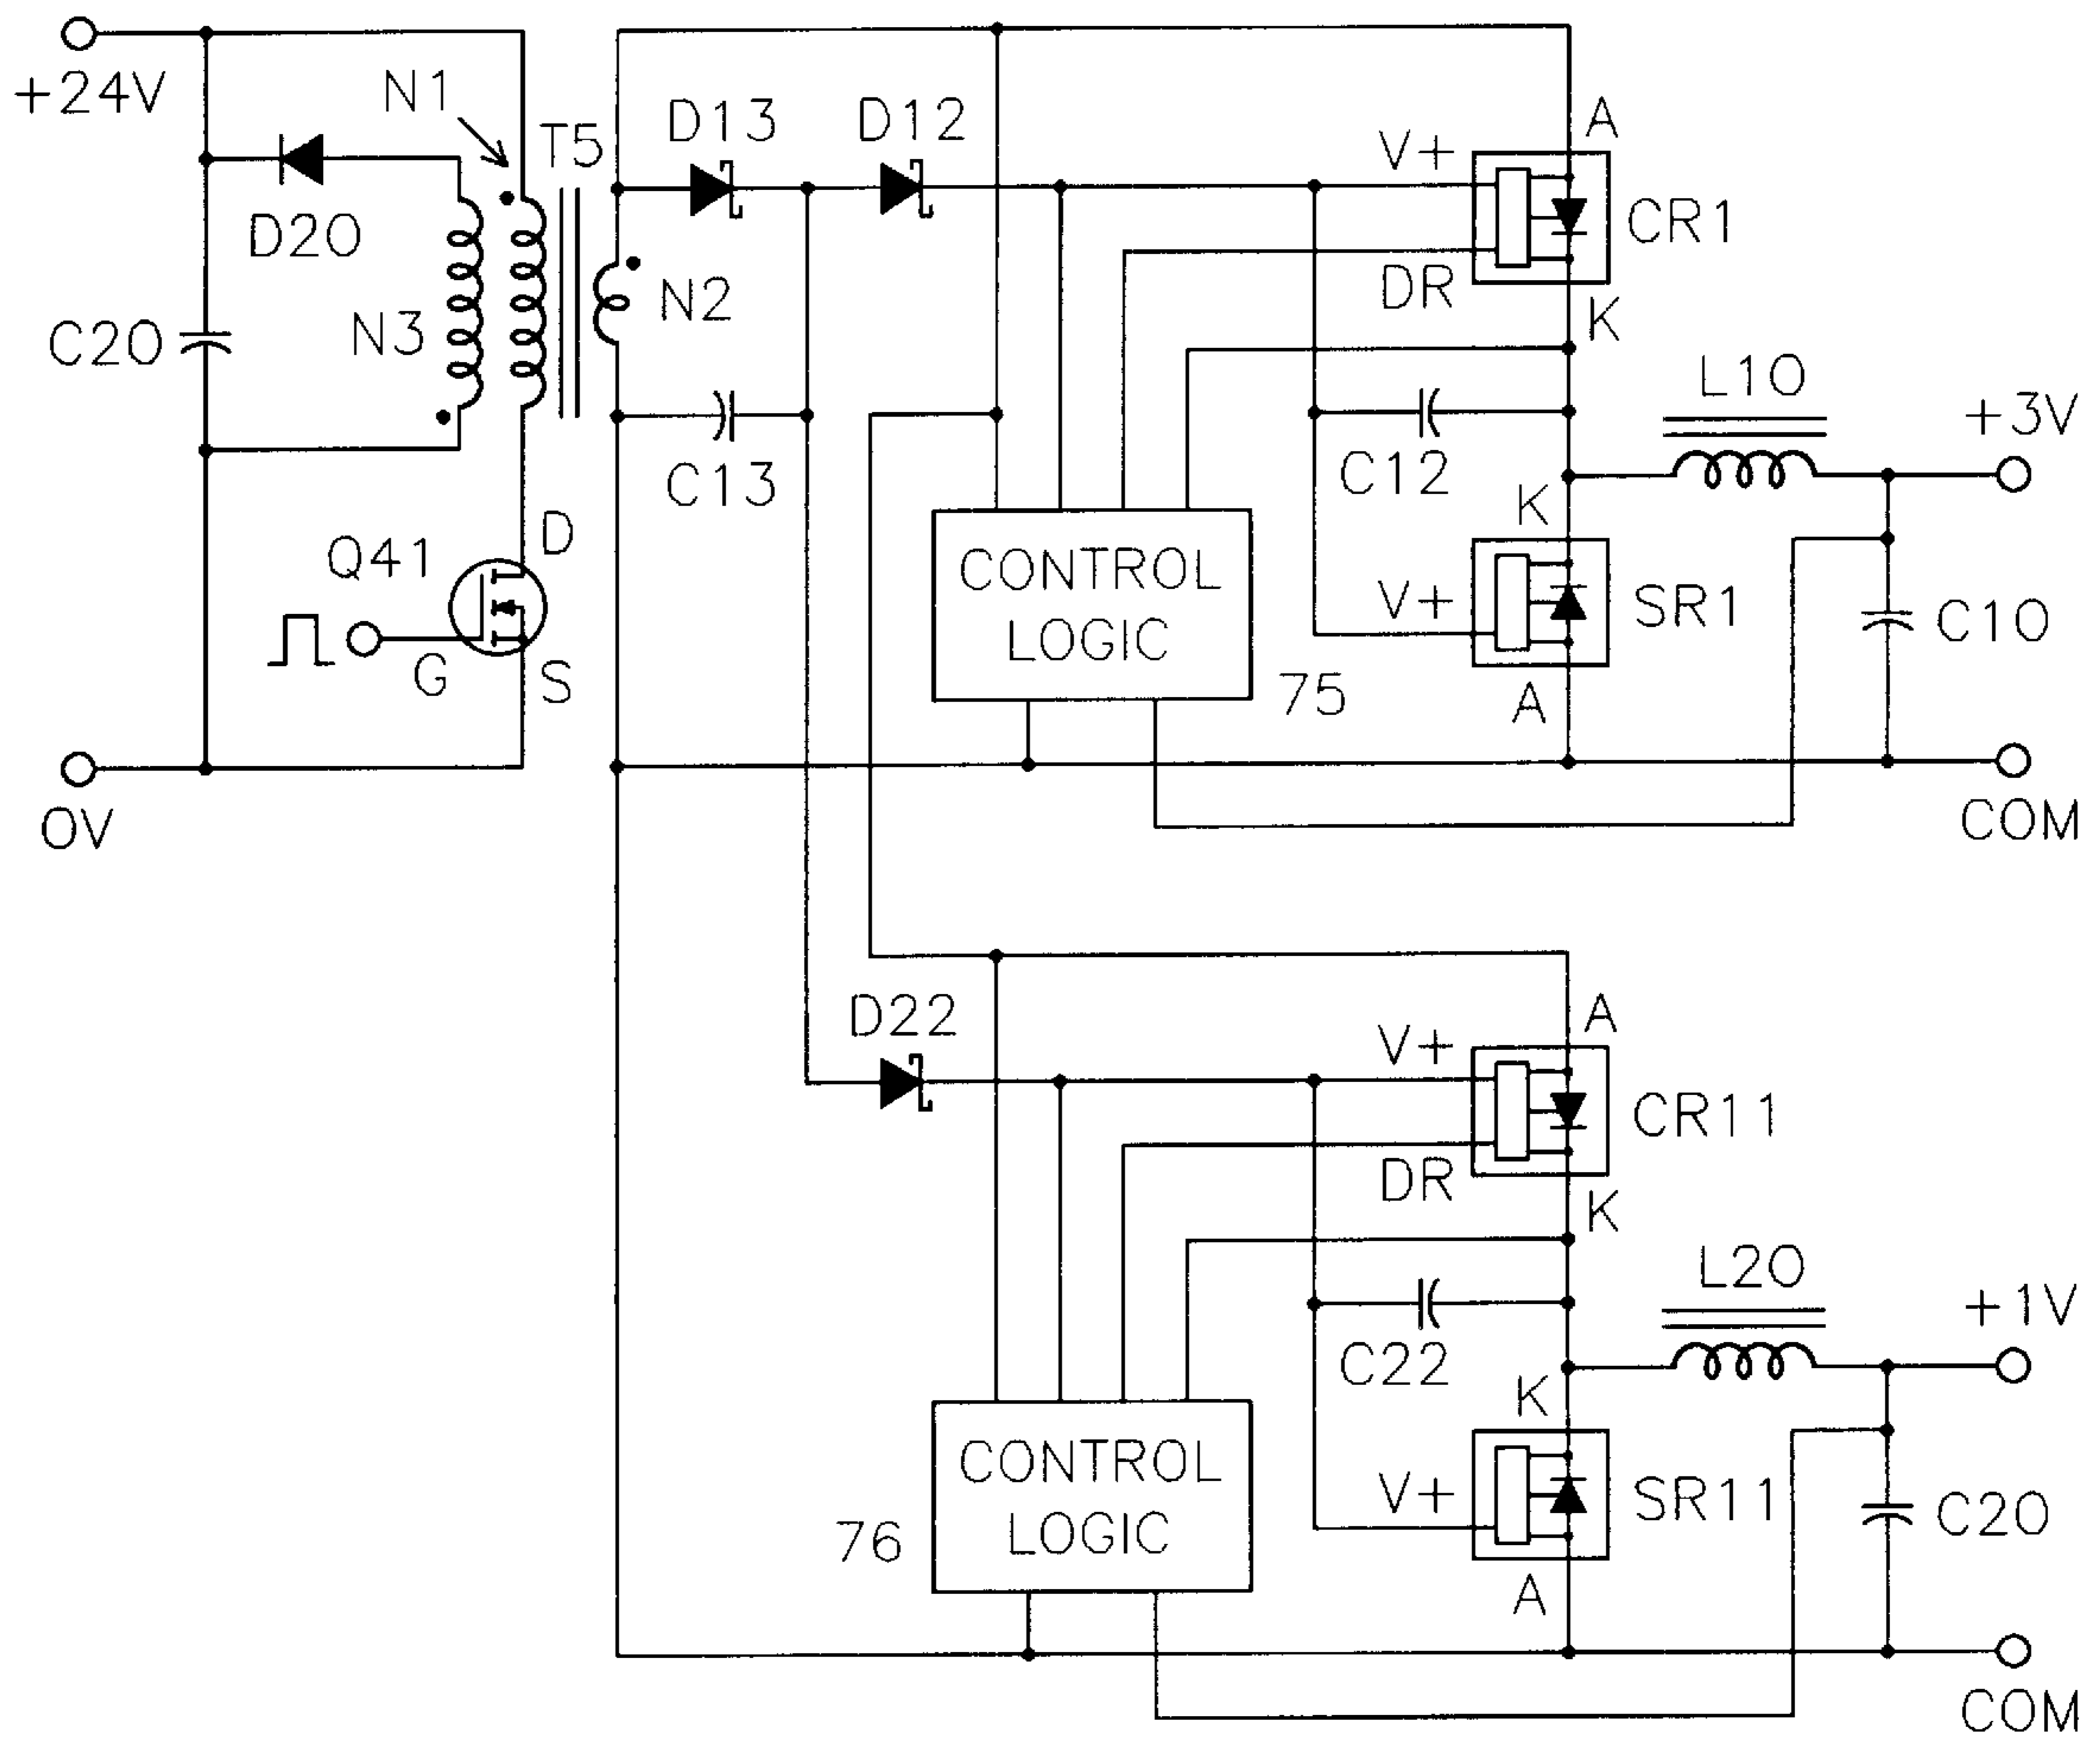 +24V
N1
T5
D13
D12
V+
A
CR1
D20
N3
N2
DR
K
C20
L10
+3V
C13
C12
K
Q41
D
G
S
CONTROL
LOGIC
75
V+
SR1
A
C10
0V
COM
D22
V+
A
CR11
DR
K
L20
+1V
C22
K
CONTROL
LOGIC
76
V+
SR11
A
C20
COM